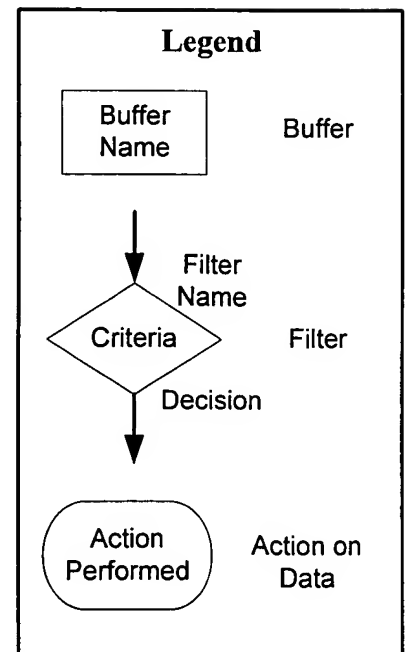 Legend
Buffer
Name
Buffer
Filter
Name
Criteria
Filter
Decision
Action
Performed
Action on
Data